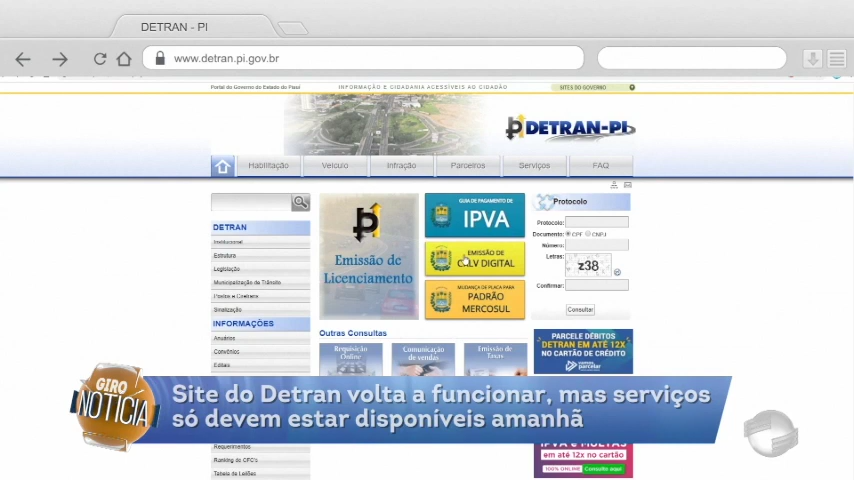 DETRAN - PI
www.detran.pi.gov.br
Portal do Governo do Estado do Piauí
INFORMAÇÃO E CIDADANIA ACESSÍVEIS AO CIDADÃO
SITES DO GOVERNO
DETRAN-PI
Habilitação
Veículo
Infração
Parceiros
Serviços
FAQ
DETRAN
Institucional
Estrutura
Legislação
Municipalização de Trânsito
Sinalização
INFORMAÇÕES
Anuários
Convênios
Editais
Requerimentos
Ranking do CFC's
Tabela de Leilões
Emissão de
Licenciamento
GUIA DE PAGAMENTO DE
IPVA
EMISSÃO DE
CRLV DIGITAL
MUDANÇA DE PLACA PARA
PADRÃO
MERCOSUL
Outras Consultas
Requisição
Online
Comunicação
de vendas
Emissão de
Taxas
Protocolo
Protocolo:
Documento: CPF CNPJ
Número:
Letras:
z38
Confirmar:
Consultar
PARCELE DÉBITOS
DETRAN EM ATÉ 12X
NO CARTÃO DE CRÉDITO
IPVA e MULTAS
em até 12x no cartão
100% ONLINE Consulte aqui
GIRO
NOTÍCIA
Site do Detran volta a funcionar, mas serviços
só devem estar disponíveis amanhã